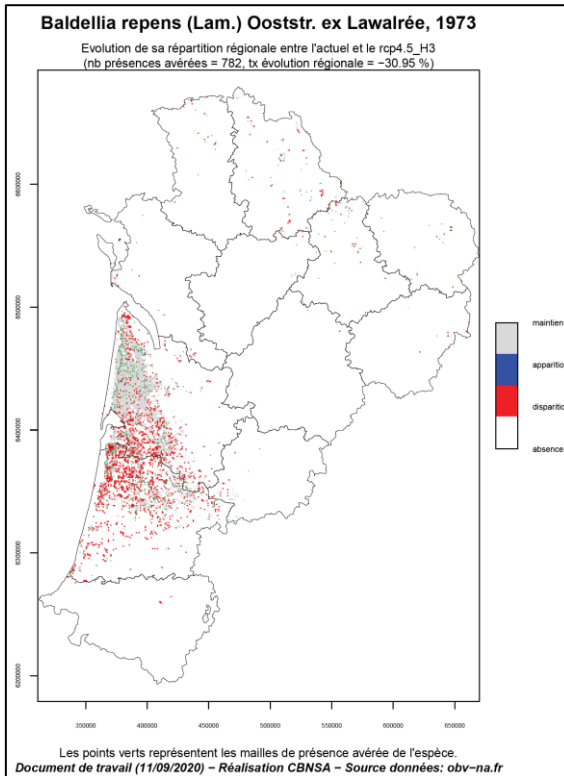 Baldellia repens (Lam.) Ooststr. ex Lawalrée, 1973
Evolution de sa répartition régionale entre l'actuel et le rcp4.5_H3
(nb présences avérées = 782, tx évolution régionale = −30.95 %)
6600000
6500000
6400000
6300000
6200000
maintien
apparitio
disparitio
absence
350000 400000 450000 500000 550000 600000 650000
Les points verts représentent les mailles de présence avérée de l'espèce.
Document de travail (11/09/2020) − Réalisation CBNSA − Source données: obv−na.fr